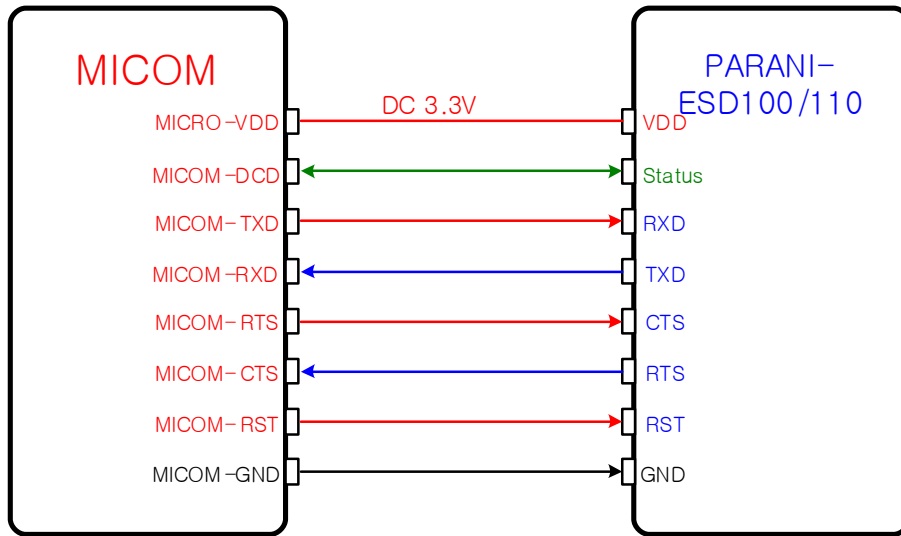 MICOM
PARANI-
ESD100/110
DC 3.3V
MICRO-VDD
VDD
MICOM-DCD
Status
MICOM-TXD
RXD
MICOM-RXD
TXD
MICOM-RTS
CTS
MICOM-CTS
RTS
MICOM-RST
RST
MICOM-GND
GND